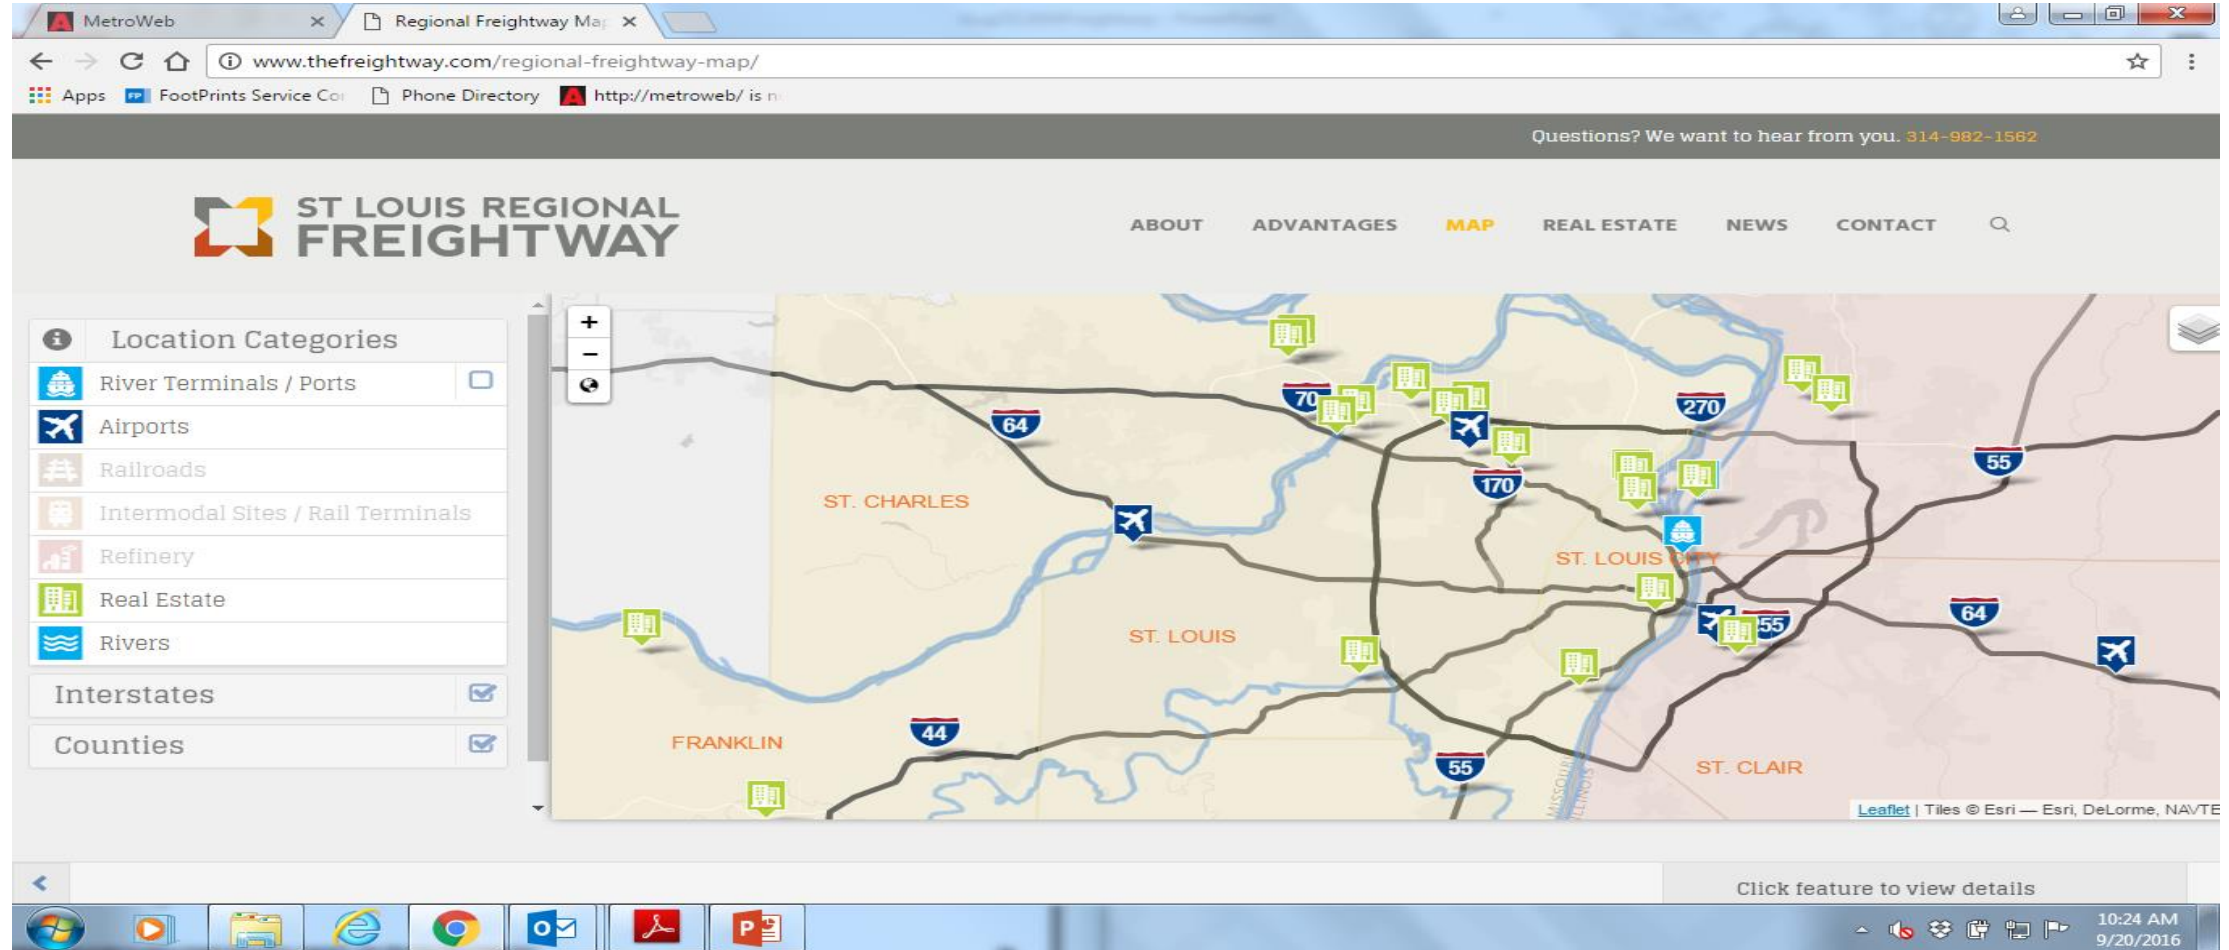 MetroWeb
Regional Freightway Ma
www.thefreightway.com/regional-freightway-map/
Apps
FootPrints Service Co
Phone Directory
http://metroweb/ is n
Questions? We want to hear from you. 314-982-1562
ST LOUIS REGIONAL
FREIGHTWAY
ABOUT ADVANTAGES MAP REAL ESTATE NEWS CONTACT
Location Categories
River Terminals / Ports
Airports
Railroads
Intermodal Sites / Rail Terminals
Refinery
Real Estate
Rivers
Interstates
Counties
+
−
70
270
64
55
170
ST. CHARLES
ST. LOUIS CITY
64
255
ST. LOUIS
44
FRANKLIN
55
ST. CLAIR
MISSOURI
ILLINOIS
Leaflet | Tiles © Esri — Esri, DeLorme, NAVTE
Click feature to view details
10:24 AM
9/20/2016